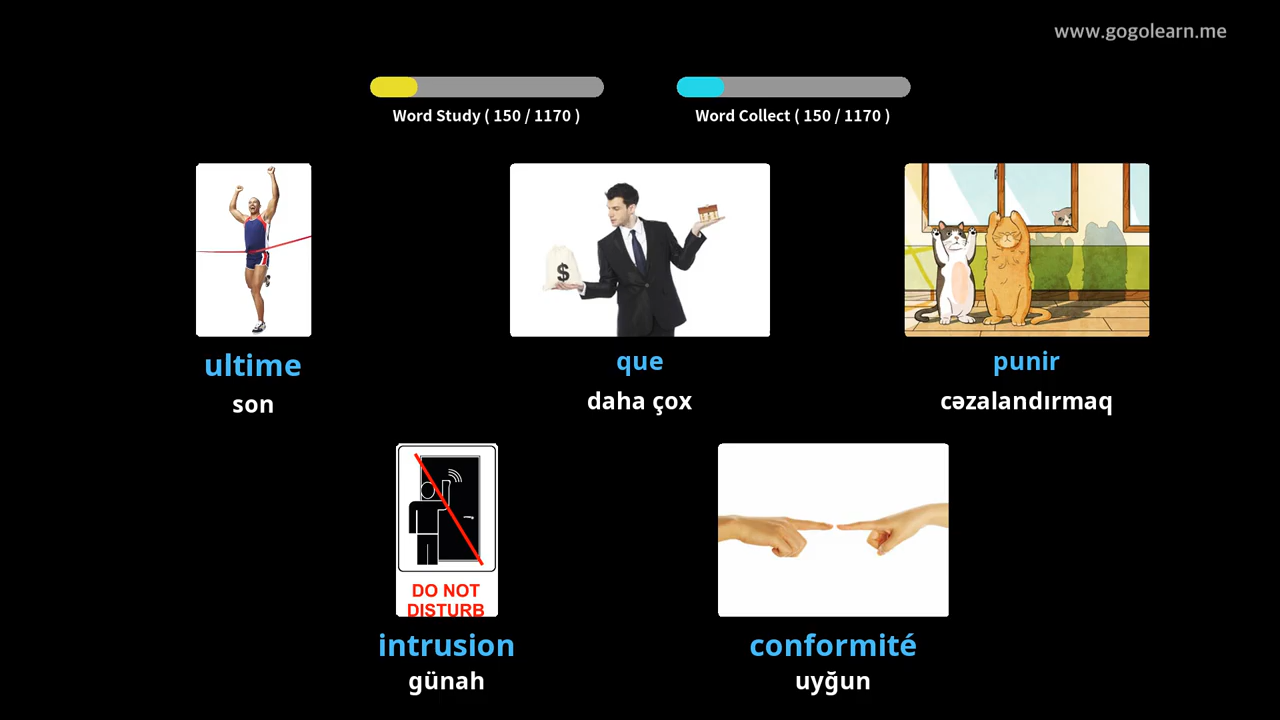 www.gogolearn.me
Word Study ( 150 / 1170 )
Word Collect ( 150 / 1170 )
$
ultime
son
que
daha çox
punir
cəzalandırmaq
DO NOT
DISTURB
intrusion
günah
conformité
uyğun